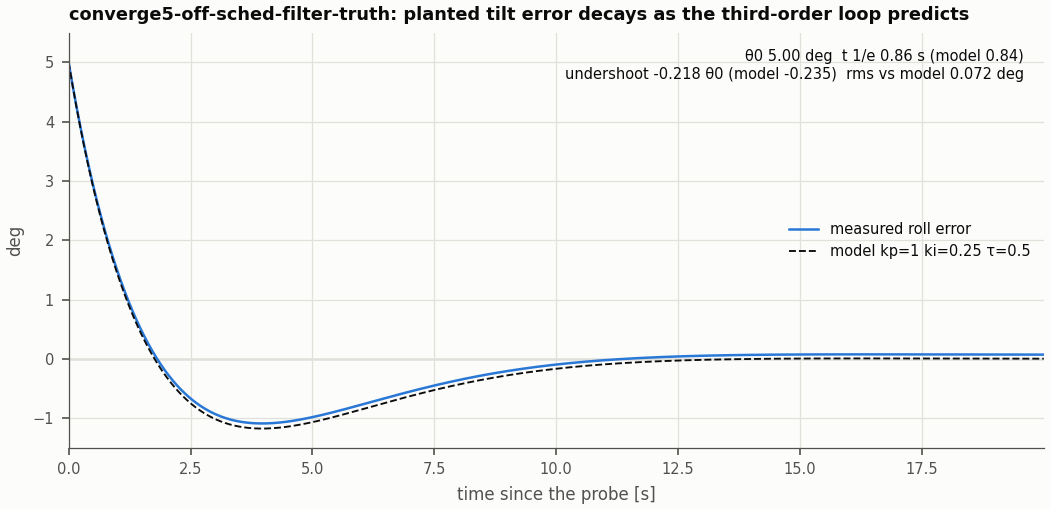 converge5-off-sched-filter-truth: planted tilt error decays as the third-order loop predicts
θ0 5.00 deg  t 1/e 0.86 s (model 0.84)
undershoot -0.218 θ0 (model -0.235)  rms vs model 0.072 deg
measured roll error
model kp=1 ki=0.25 τ=0.5
deg
5
4
3
2
1
0
−1
0.0
2.5
5.0
7.5
10.0
12.5
15.0
17.5
time since the probe [s]